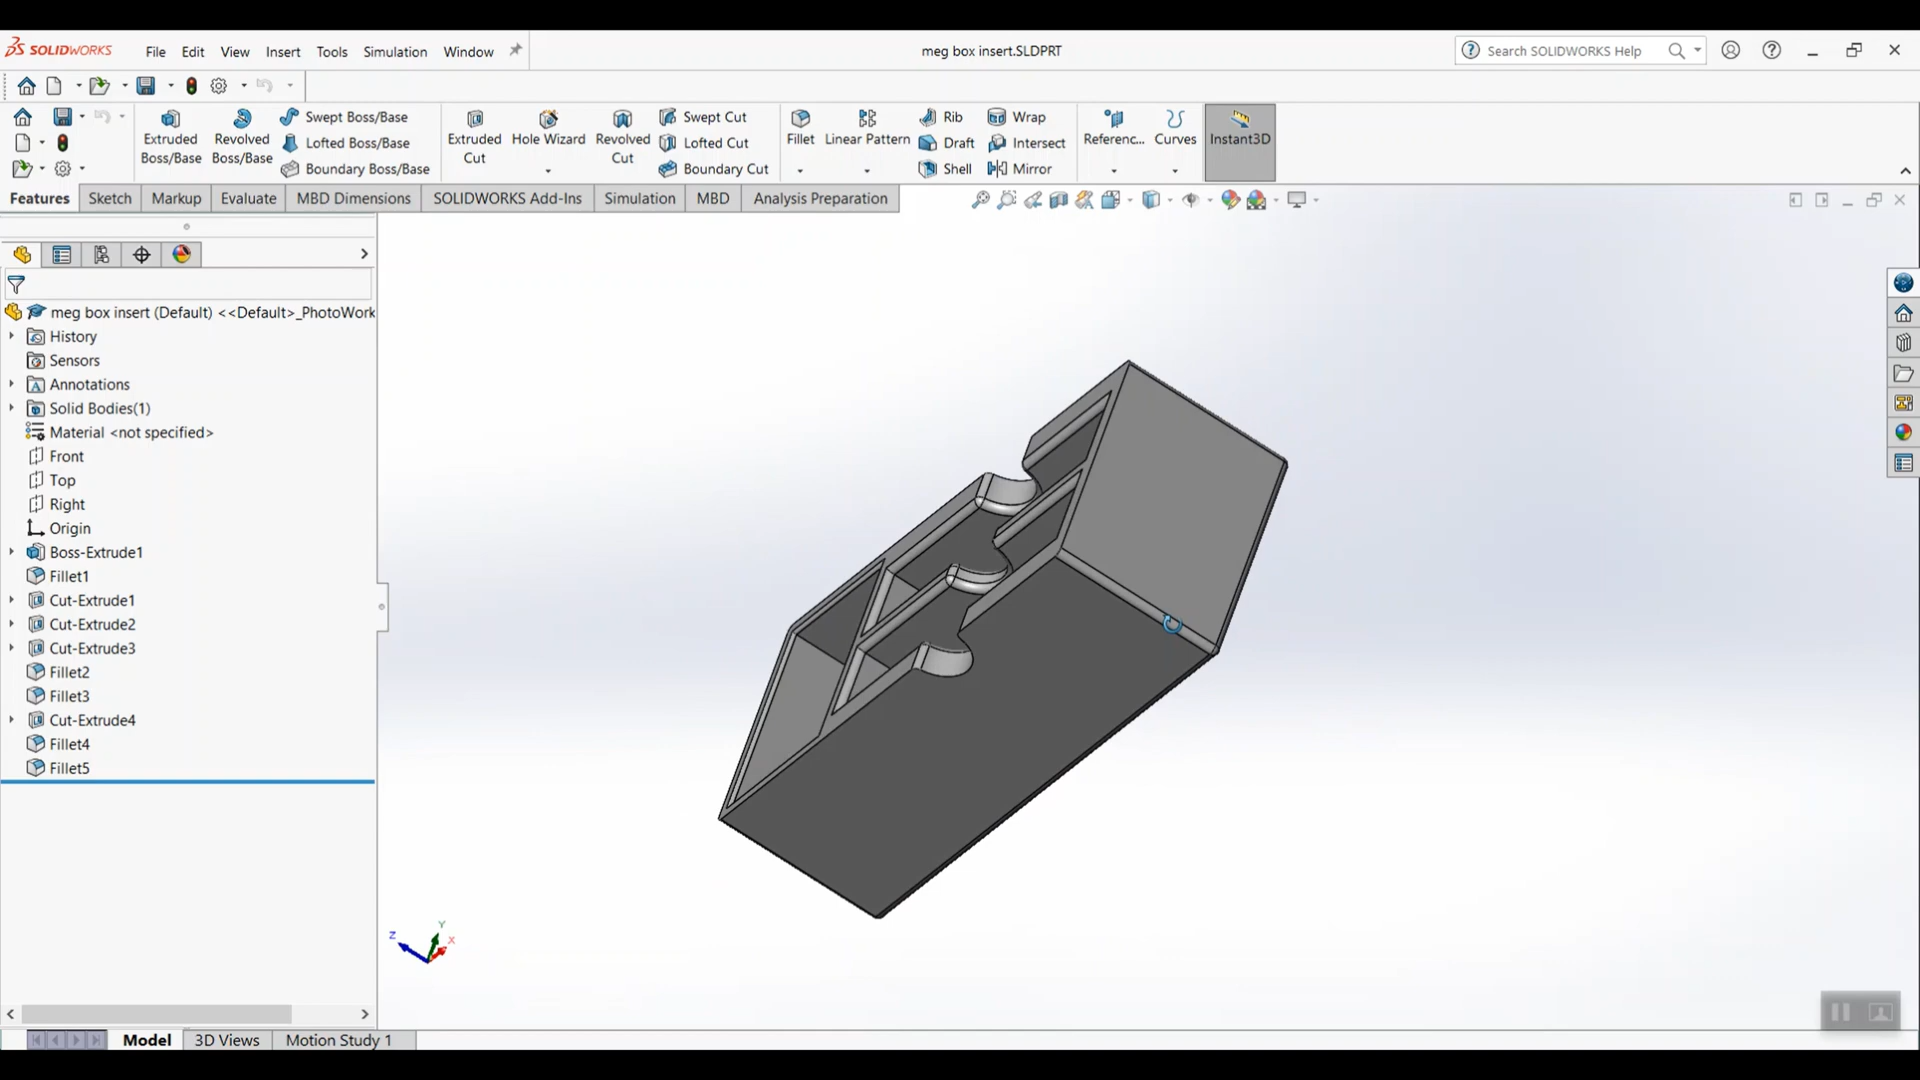 SOLIDWORKS File Edit View Insert Tools Simulation Window
meg box insert.SLDPRT
Search SOLIDWORKS Help
Extruded Boss/Base
Revolved Boss/Base
Swept Boss/Base
Lofted Boss/Base
Boundary Boss/Base
Extruded Cut
Hole Wizard
Revolved Cut
Swept Cut
Lofted Cut
Boundary Cut
Fillet
Linear Pattern
Rib
Draft
Shell
Wrap
Intersect
Mirror
Referenc...
Curves
Instant3D
Features Sketch Markup Evaluate MBD Dimensions SOLIDWORKS Add-Ins Simulation MBD Analysis Preparation
meg box insert (Default) <<Default>_PhotoWork
History
Sensors
Annotations
Solid Bodies(1)
Material <not specified>
Front
Top
Right
Origin
Boss-Extrude1
Fillet1
Cut-Extrude1
Cut-Extrude2
Cut-Extrude3
Fillet2
Fillet3
Cut-Extrude4
Fillet4
Fillet5
Y
Z
X
Model 3D Views Motion Study 1